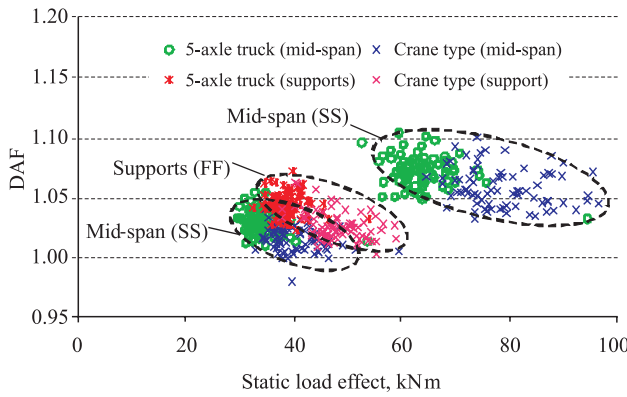 1.20
5-axle truck (mid-span) Crane type (mid-span)
5-axle truck (supports) Crane type (support)
1.15
Mid-span (SS)
1.10
Supports (FF)
DAF
1.05
Mid-span (SS)
1.00
0.95
0 20 40 60 80 100
Static load effect, kNm